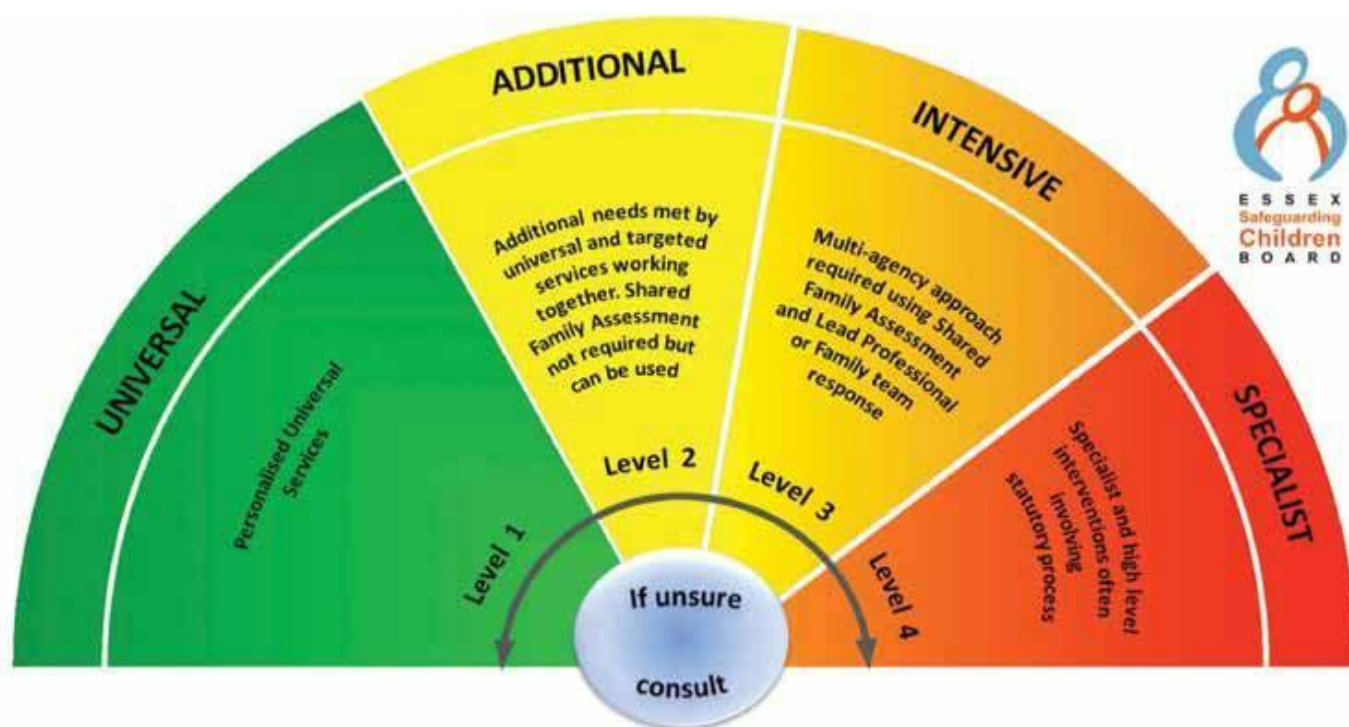 UNIVERSAL
Personalised Universal
Services
Level 1
ADDITIONAL
Additional needs met by
universal and targeted
services working
together. Shared
Family Assessment
not required but
can be used
Level 2
INTENSIVE
Multi-agency approach
required using Shared
Family Assessment
and Lead Professional
or Family team
response
Level 3
SPECIALIST
Specialist and high level
interventions often
involving
statutory process
Level 4
If unsure
consult
ESSEX
Safeguarding
Children
BOARD